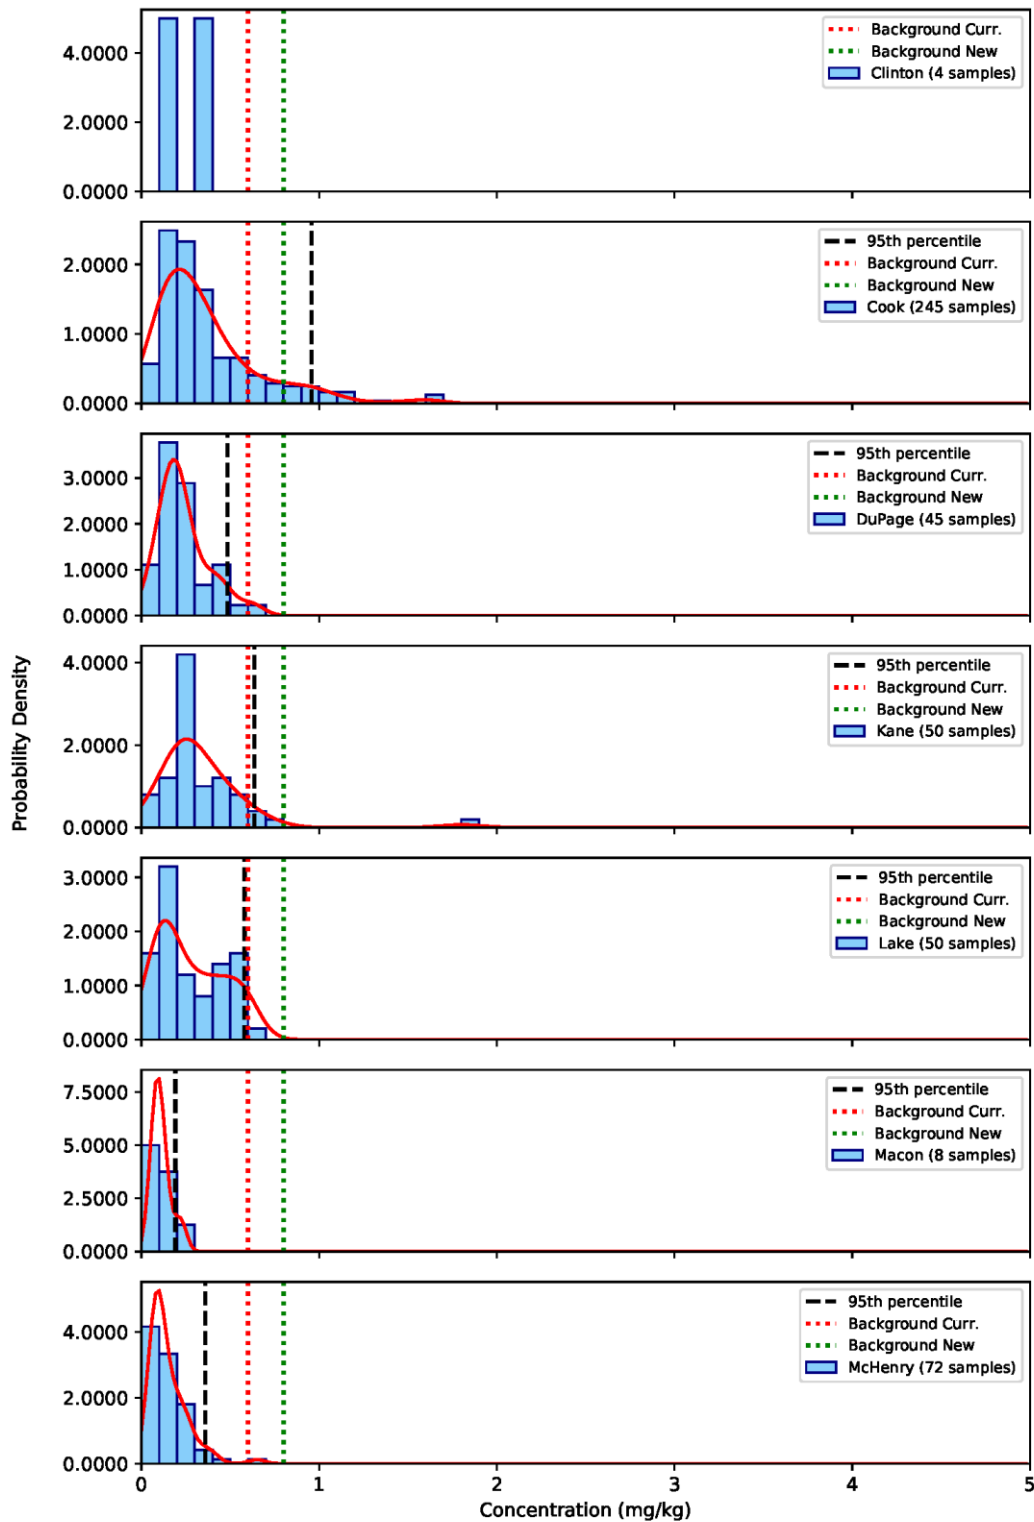 4.0000
2.0000
0.0000
Background Curr.
Background New
Clinton (4 samples)
2.0000
1.0000
0.0000
95th percentile
Background Curr.
Background New
Cook (245 samples)
3.0000
2.0000
1.0000
0.0000
95th percentile
Background Curr.
Background New
DuPage (45 samples)
Probability Density
4.0000
2.0000
0.0000
95th percentile
Background Curr.
Background New
Kane (50 samples)
3.0000
2.0000
1.0000
0.0000
95th percentile
Background Curr.
Background New
Lake (50 samples)
7.5000
5.0000
2.5000
0.0000
95th percentile
Background Curr.
Background New
Macon (8 samples)
4.0000
2.0000
0.0000
95th percentile
Background Curr.
Background New
McHenry (72 samples)
0 1 2 3 4 5
Concentration (mg/kg)